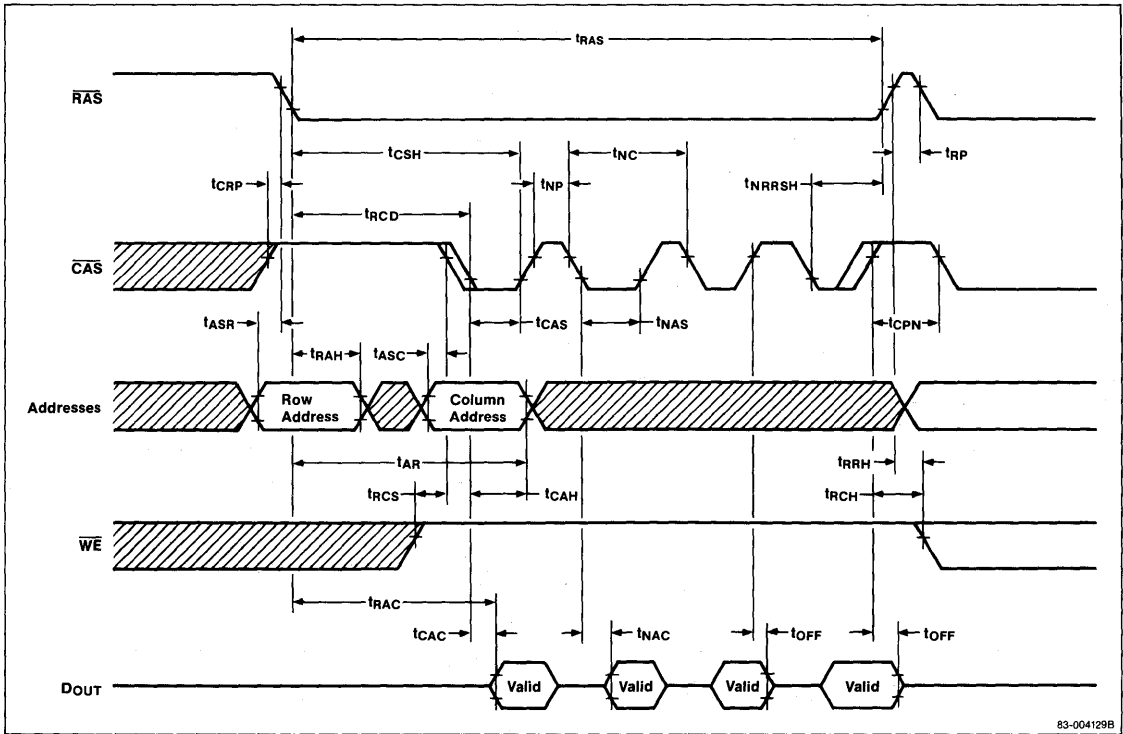 tRAS
RAS
tCSH
tNC
tRP
tCRP
tNP
tNRRSH
tRCD
CAS
tASR
tCAS
tNAS
tCPN
tRAH
tASC
Addresses
Row Address
Column Address
tAR
tRRH
tRCS
tCAH
tRCH
WE
tRAC
tCAC
tNAC
tOFF
tOFF
DOUT
Valid
Valid
Valid
Valid
83-004129B